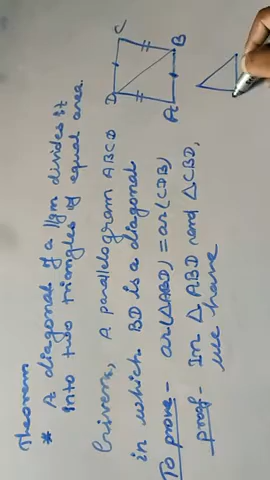 Theorem
* A diagonal of a ||gm divides it
into two triangles of equal area.
Given, A parallelogram ABCD
in which BD is a diagonal
To prove - ar(△ABD) = ar(CDB)
proof - In △ABD and △CBD,
we have
C
B
D
A